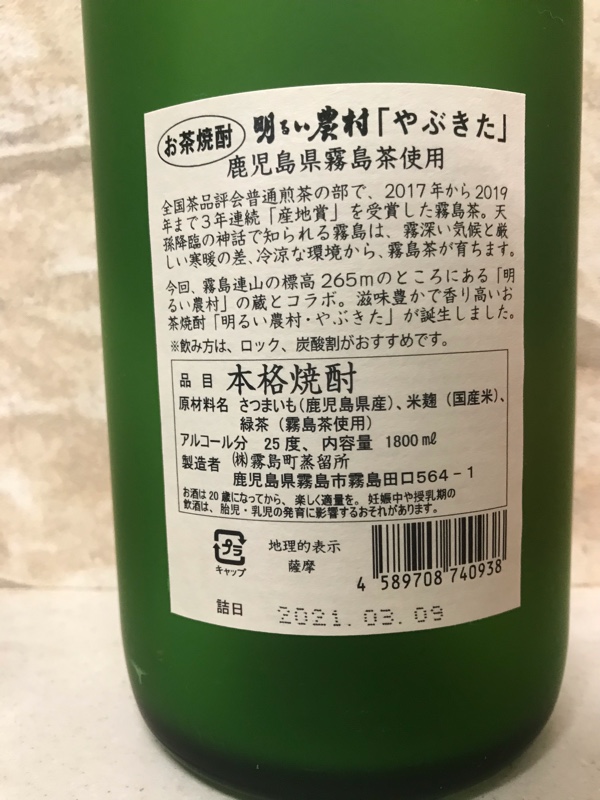 お茶焼酎 明るい農村「やぶきた」
鹿児島県霧島茶使用
全国茶品評会普通煎茶の部で、2017年から2019
年まで3年連続「産地賞」を受賞した霧島茶。天
孫降臨の神話で知られる霧島は、霧深い気候と厳
しい寒暖の差、冷涼な環境から、霧島茶が育ちます。
今回、霧島連山の標高265mのところにある「明
るい農村」の蔵とコラボ。滋味豊かで香り高いお
茶焼酎「明るい農村・やぶきた」が誕生しました。
※飲み方は、ロック、炭酸割がおすすめです。
品目 本格焼酎
原材料名 さつまいも(鹿児島県産)、米麹(国産米)、
緑茶(霧島茶使用)
アルコール分 25度、内容量 1800㎖
製造者 ㈱霧島町蒸留所
鹿児島県霧島市霧島田口564-1
お酒は20歳になってから、楽しく適量を。妊娠中や授乳期の
飲酒は、胎児・乳児の発育に影響するおそれがあります。
プラ
キャップ
地理的表示
薩摩
4 589708 740938
詰日 2021.03.09